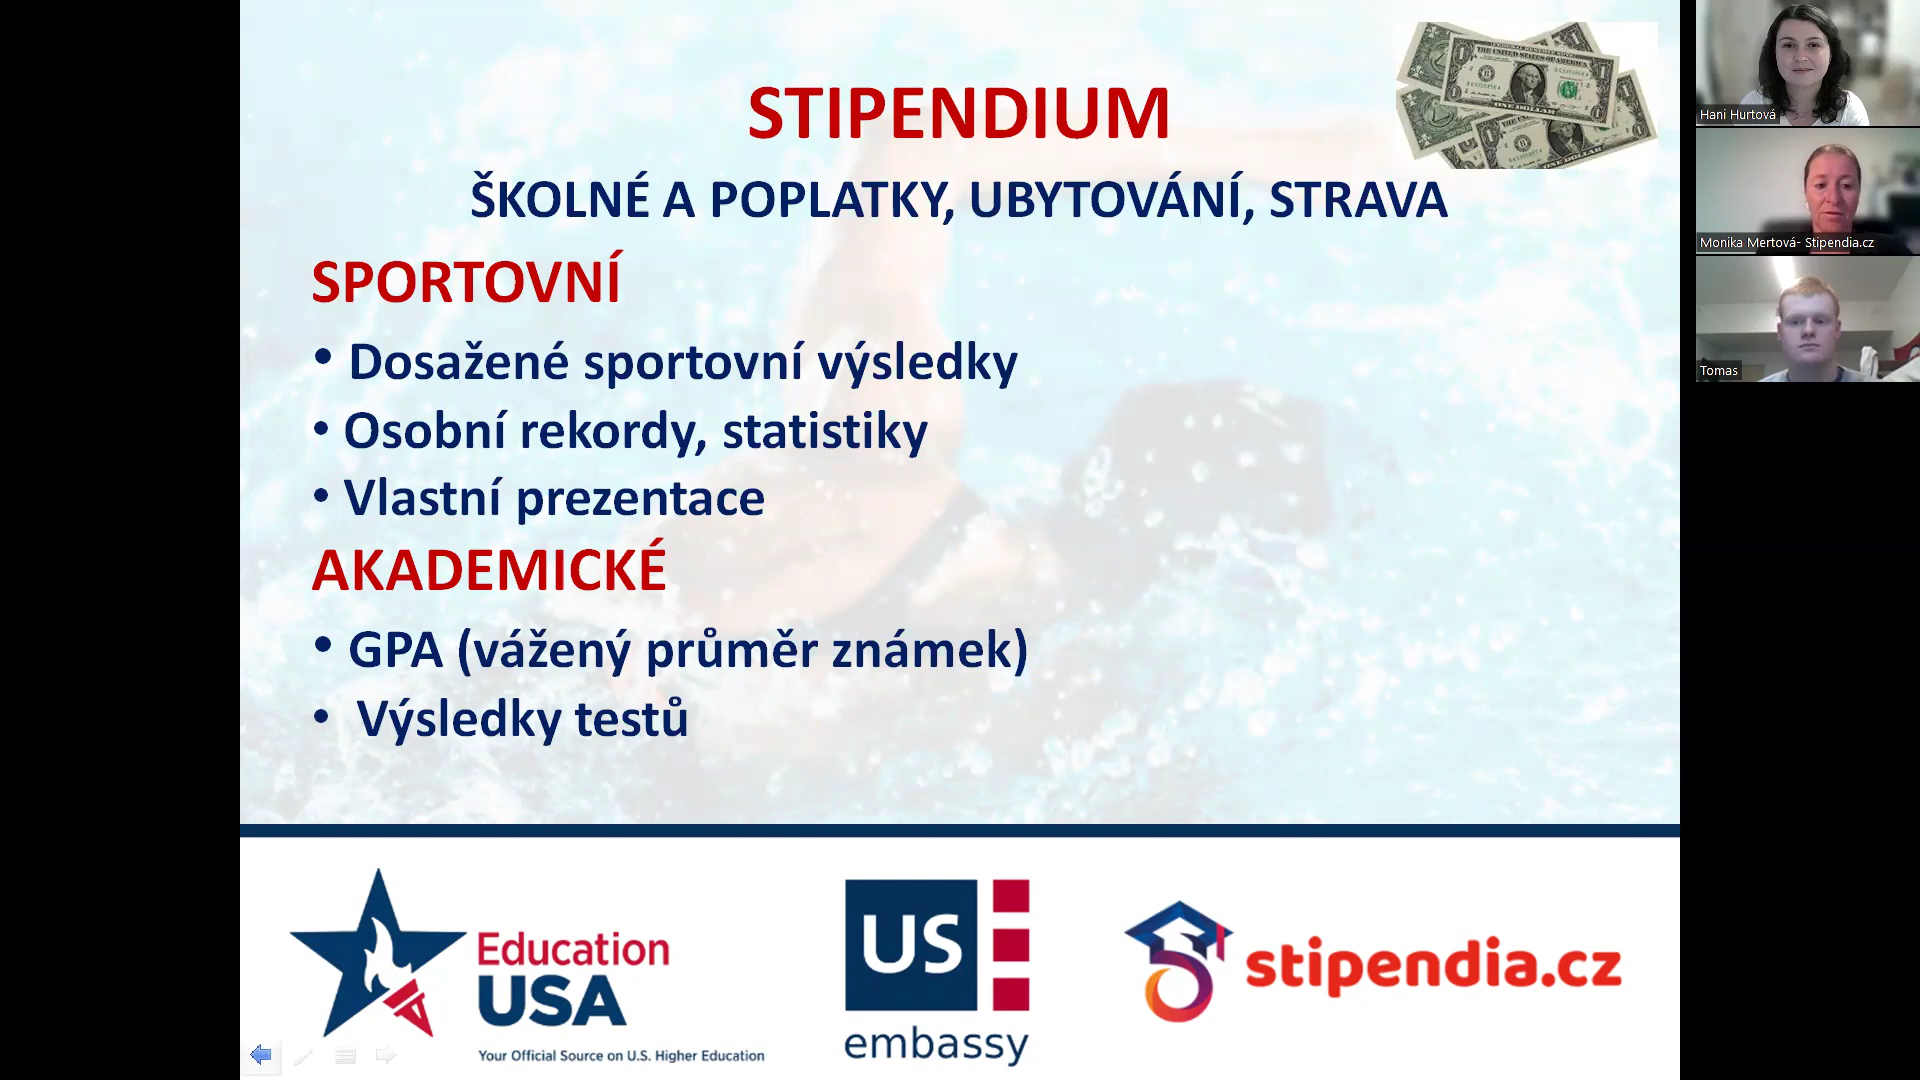 STIPENDIUM
ŠKOLNÉ A POPLATKY, UBYTOVÁNÍ, STRAVA
SPORTOVNÍ
• Dosažené sportovní výsledky
• Osobní rekordy, statistiky
• Vlastní prezentace
AKADEMICKÉ
• GPA (vážený průměr známek)
• Výsledky testů
Education
USA
Your Official Source on U.S. Higher Education
US
embassy
stipendia.cz
Hani Hurtová
Monika Mertová- Stipendia.cz
Tomas